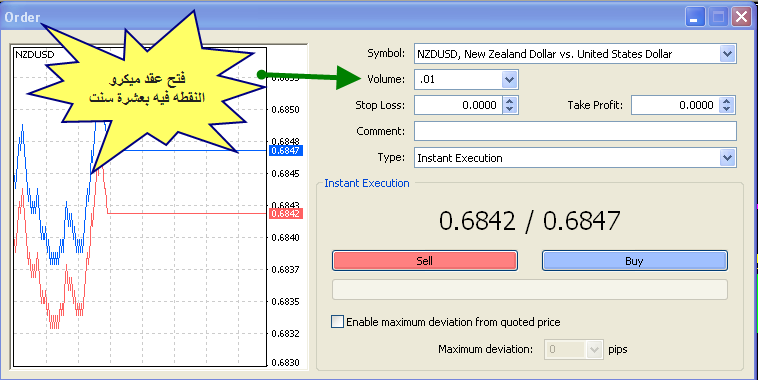 Order
NZDUSD
فتح عقد ميكرو
النقطه فيه بعشرة سنت
0.6850
0.6848
0.6847
0.6845
0.6843
0.6842
0.6840
0.6837
0.6835
0.6832
0.6830
Symbol: NZDUSD, New Zealand Dollar vs. United States Dollar
Volume: .01
Stop Loss: 0.0000 Take Profit: 0.0000
Comment:
Type: Instant Execution
Instant Execution
0.6842 / 0.6847
Sell Buy
Enable maximum deviation from quoted price
Maximum deviation: 0 pips